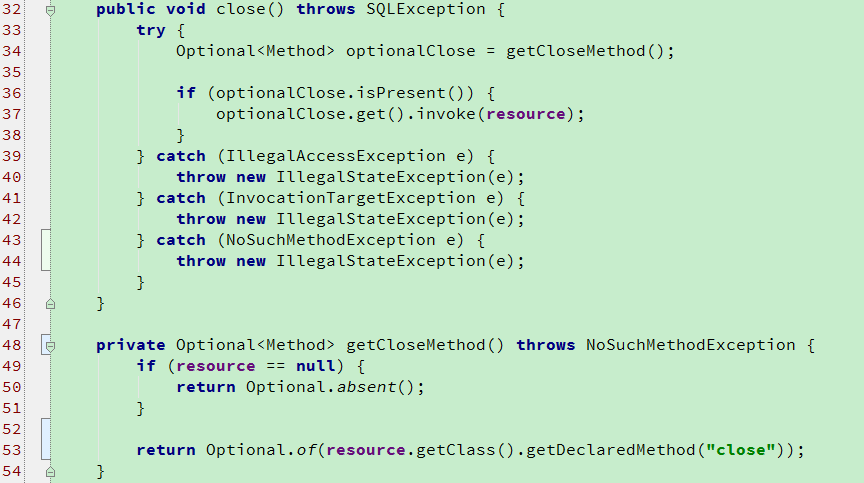 32 public void close() throws SQLException {
33 try {
34 Optional<Method> optionalClose = getCloseMethod();
35
36 if (optionalClose.isPresent()) {
37 optionalClose.get().invoke(resource);
38 }
39 } catch (IllegalAccessException e) {
40 throw new IllegalStateException(e);
41 } catch (InvocationTargetException e) {
42 throw new IllegalStateException(e);
43 } catch (NoSuchMethodException e) {
44 throw new IllegalStateException(e);
45 }
46 }
47
48 private Optional<Method> getCloseMethod() throws NoSuchMethodException {
49 if (resource == null) {
50 return Optional.absent();
51 }
52
53 return Optional.of(resource.getClass().getDeclaredMethod("close"));
54 }